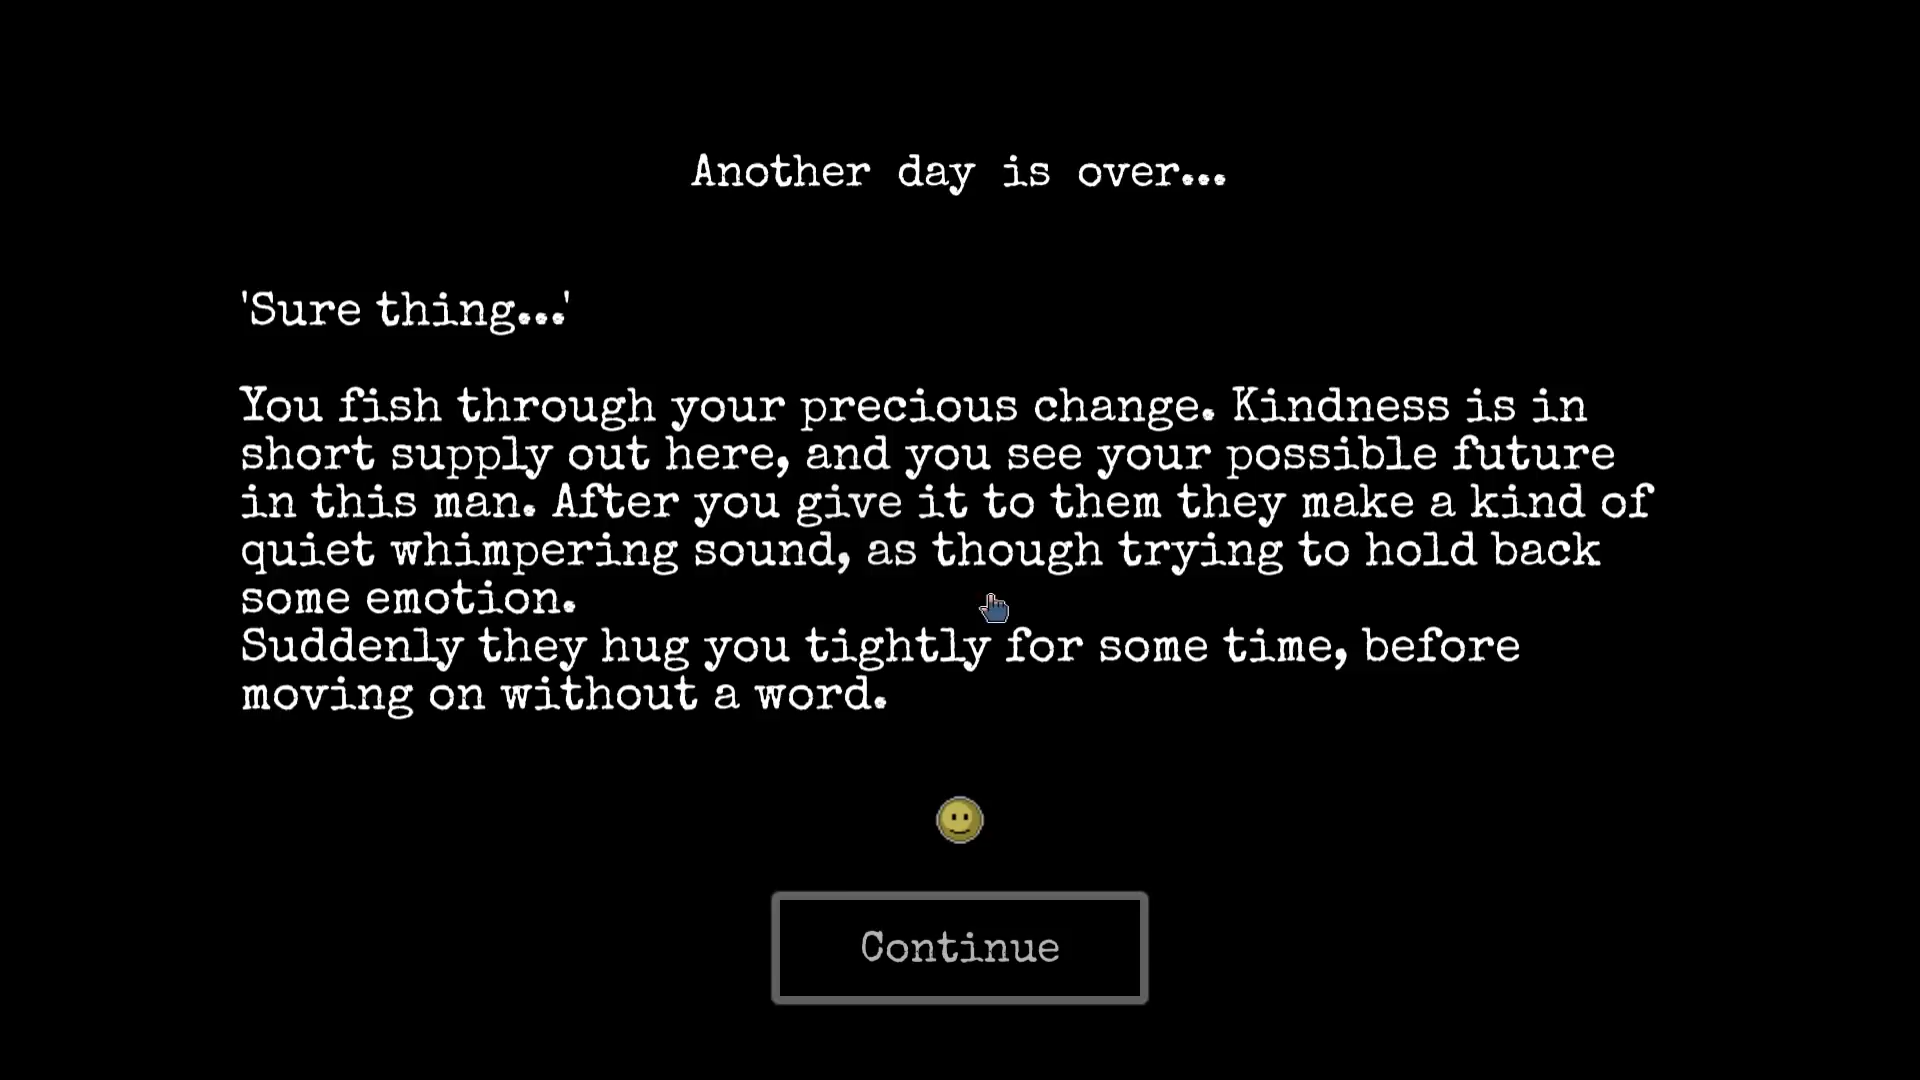 Another day is over...
'Sure thing...'
You fish through your precious change. Kindness is in
short supply out here, and you see your possible future
in this man. After you give it to them they make a kind of
quiet whimpering sound, as though trying to hold back
some emotion.
Suddenly they hug you tightly for some time, before
moving on without a word.
Continue